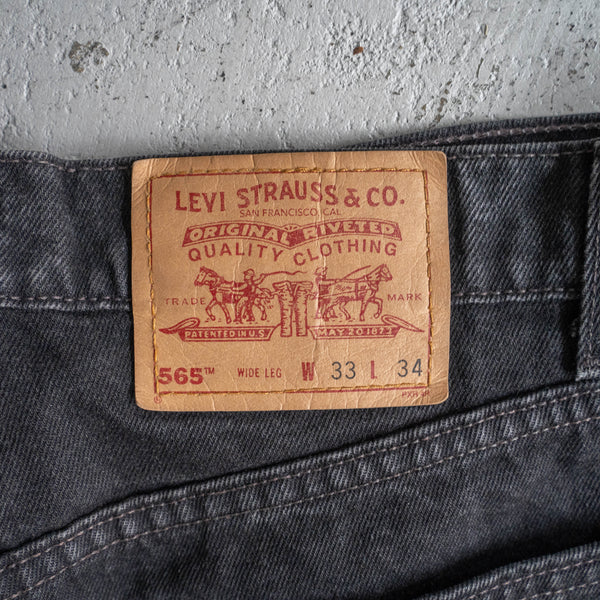 LEVI STRAUSS & CO.
SAN FRANCISCO, CAL.
ORIGINAL RIVETED
QUALITY CLOTHING
TRADE MARK
PATENTED IN U.S. MAY 20 1873
565™ WIDE LEG W 33 L 34
®